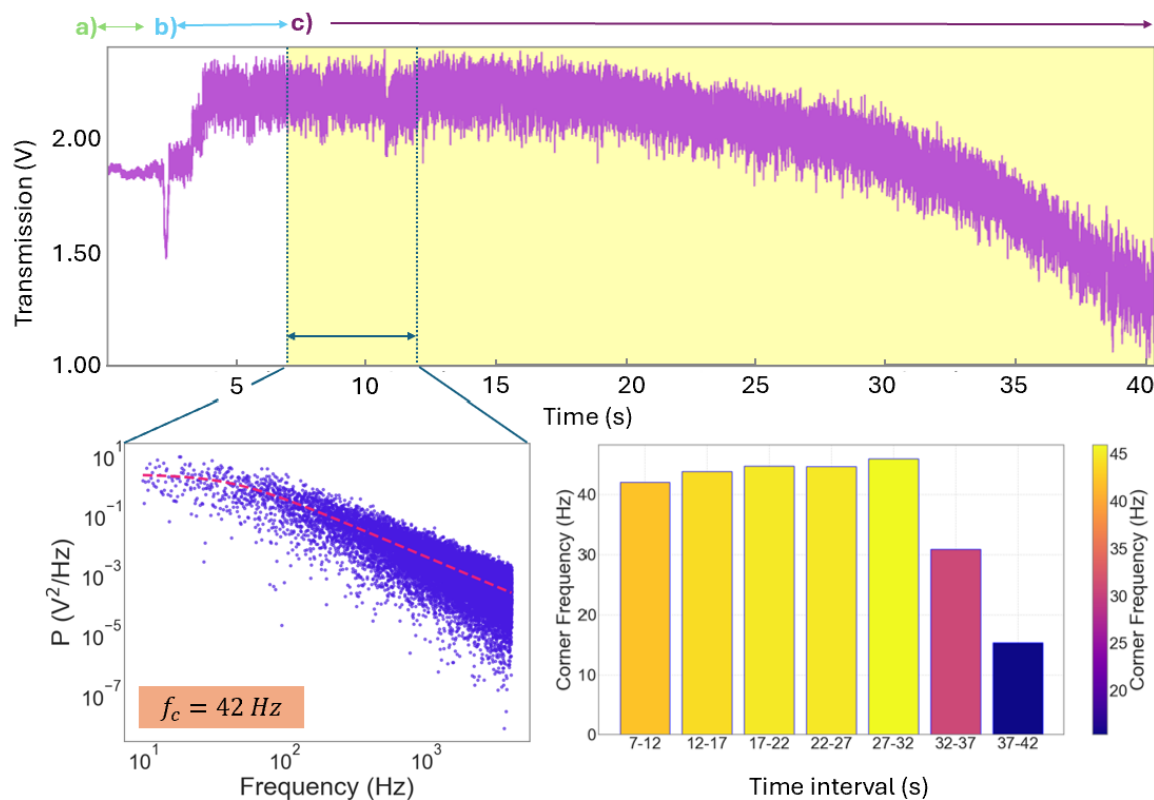 a) b) c)
Transmission (V)
2.00
1.50
1.00
5 10 15 20 25 30 35 40
Time (s)
P (V²/Hz)
10¹
10⁻¹
10⁻³
10⁻⁵
10⁻⁷
f_c = 42 Hz
10¹ 10² 10³
Frequency (Hz)
Corner Frequency (Hz)
40
30
20
10
0
7-12 12-17 17-22 22-27 27-32 32-37 37-42
Time interval (s)
45
40
35
30
25
20
Corner Frequency (Hz)